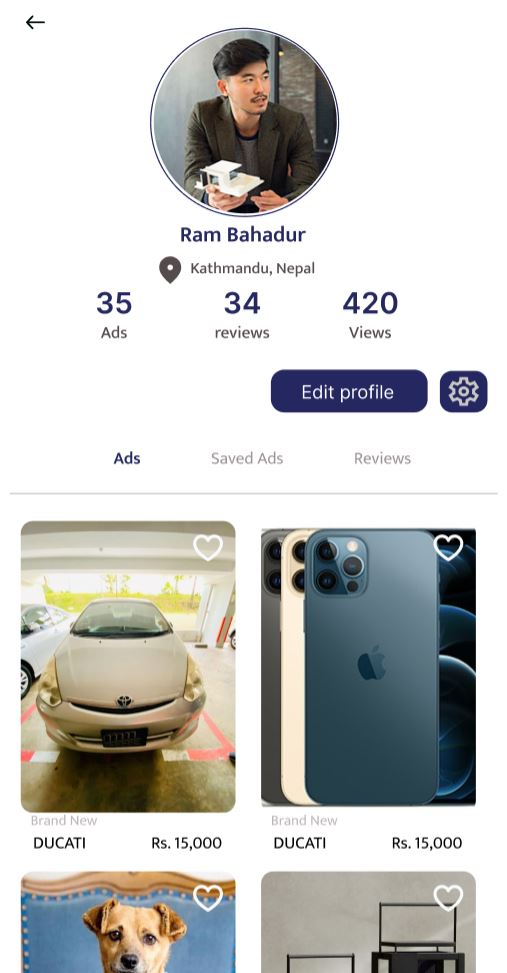 Ram Bahadur
Kathmandu, Nepal
35 34 420
Ads reviews Views
Edit profile
Ads Saved Ads Reviews
Brand New Brand New
DUCATI Rs. 15,000 DUCATI Rs. 15,000